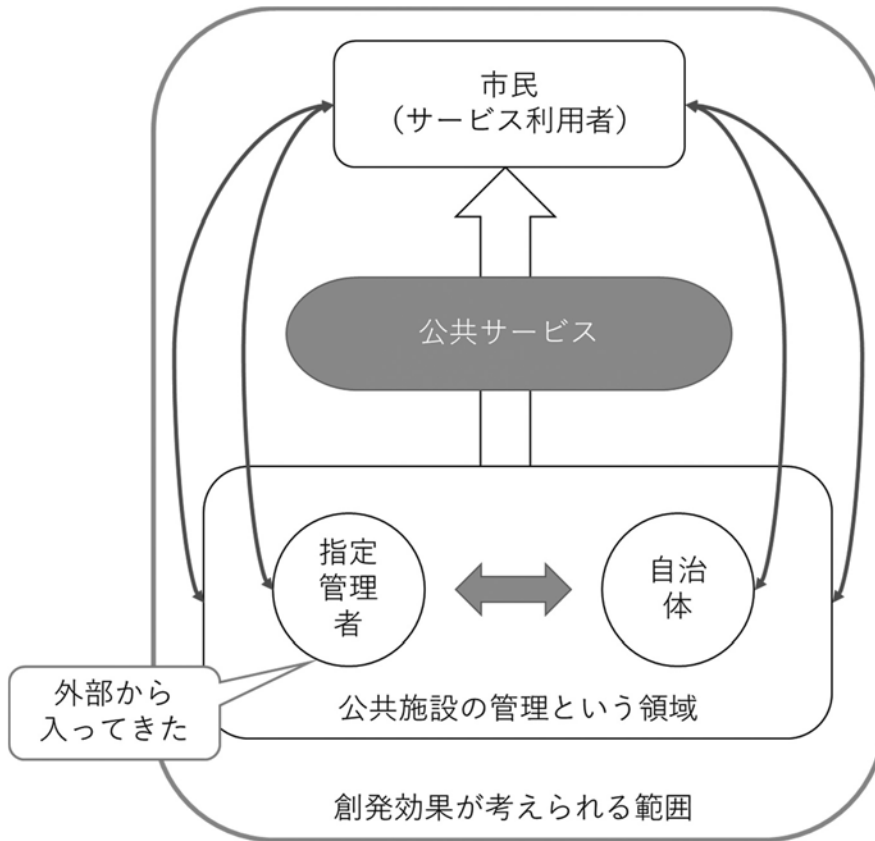 市民
（サービス利用者）
公共サービス
指定
管理
者
自治
体
外部から
入ってきた
公共施設の管理という領域
創発効果が考えられる範囲